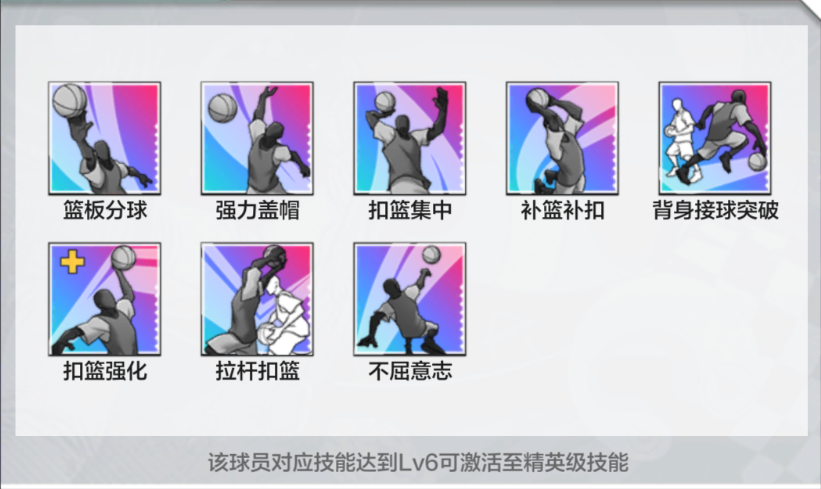 篮板分球 强力盖帽 扣篮集中 补篮补扣 背身接球突破
扣篮强化 拉杆扣篮 不屈意志
该球员对应技能达到Lv6可激活至精英级技能